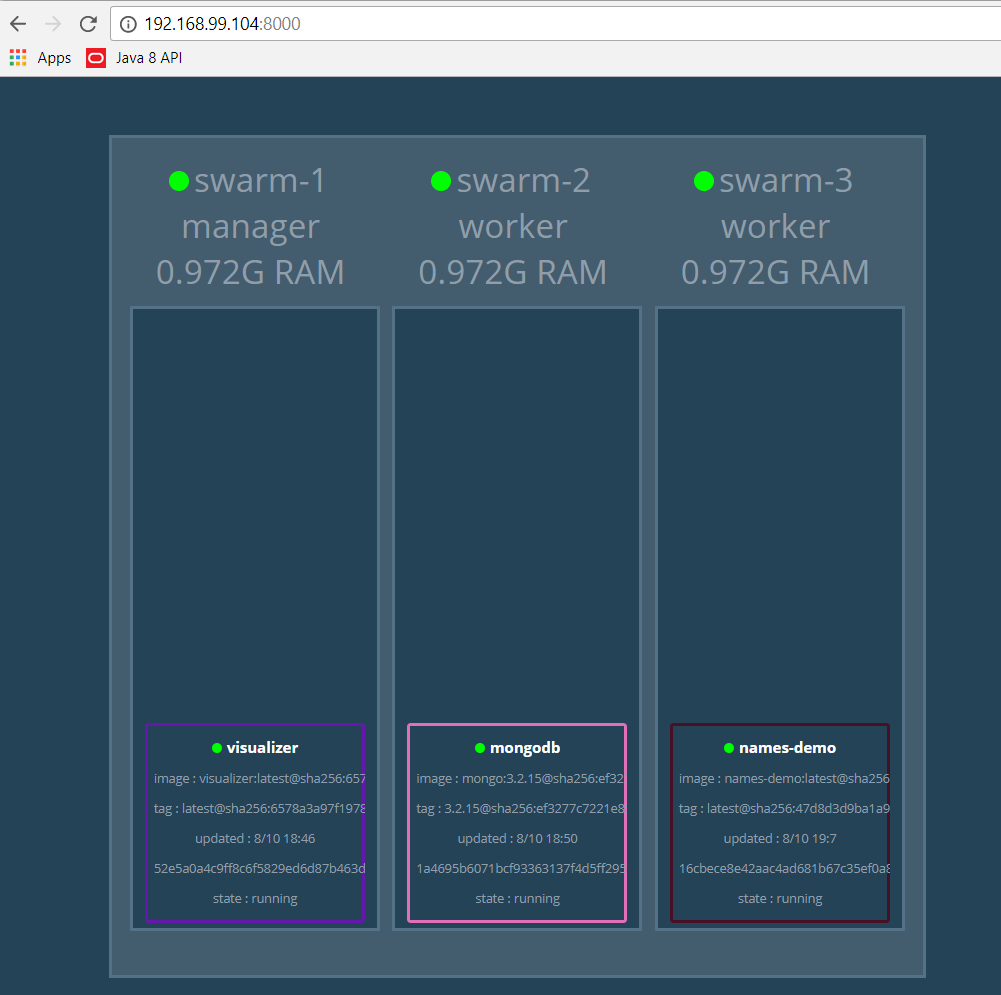 192.168.99.104:8000
Apps Java 8 API
swarm-1
manager
0.972G RAM
swarm-2
worker
0.972G RAM
swarm-3
worker
0.972G RAM
visualizer
image : visualizer:latest@sha256:657
tag : latest@sha256:6578a3a97f1978
updated : 8/10 18:46
52e5a0a4c9ff8c6f5829ed6d87b463d
state : running
mongodb
image : mongo:3.2.15@sha256:ef32
tag : 3.2.15@sha256:ef3277c7221e8
updated : 8/10 18:50
1a4695b6071bcf93363137f4d5ff295
state : running
names-demo
image : names-demo:latest@sha256
tag : latest@sha256:47d8d3d9ba1a9
updated : 8/10 19:7
16cbece8e42aac4ad681b67c35ef0a8
state : running